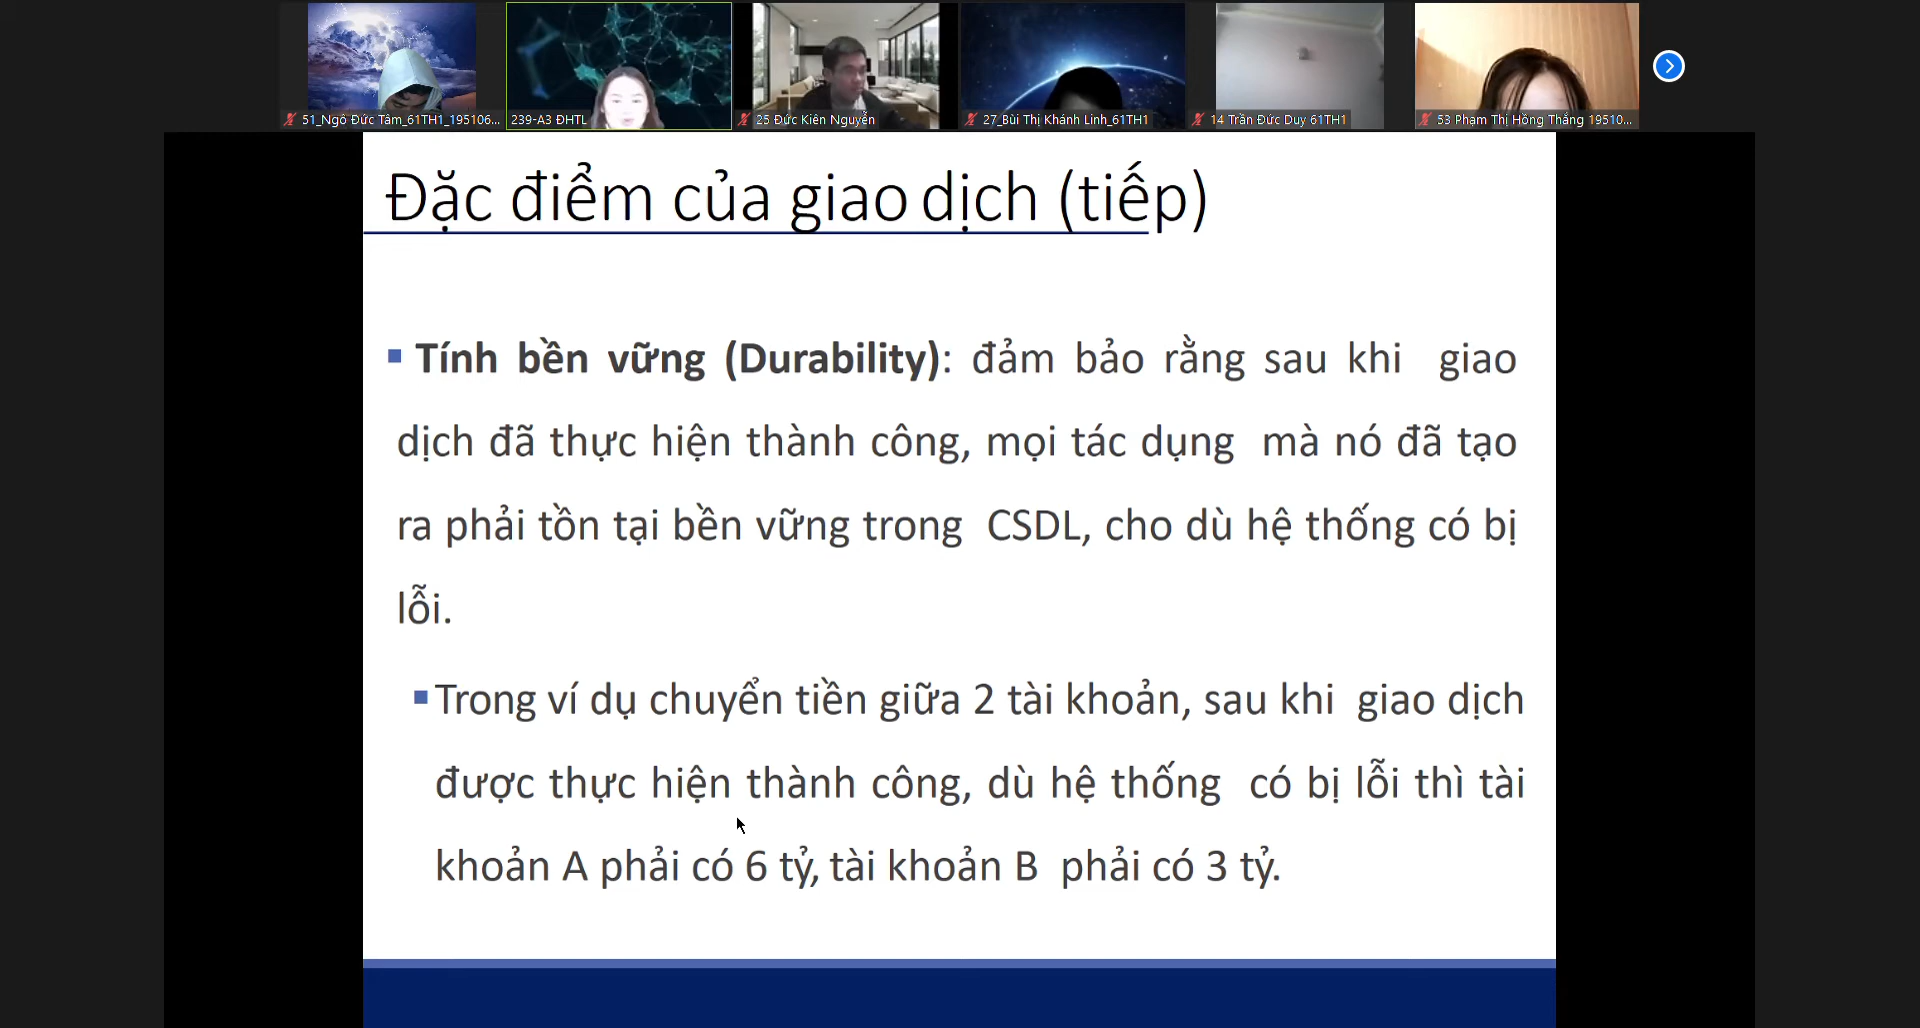 51_Ngô Đức Tâm_61TH1_195106...
239-A3 ĐHTL
25 Đức Kiên Nguyễn
27_Bùi Thị Khánh Linh_61TH1
14 Trần Đức Duy 61TH1
53 Phạm Thị Hồng Thắng 19510...
Đặc điểm của giao dịch (tiếp)
Tính bền vững (Durability): đảm bảo rằng sau khi giao
dịch đã thực hiện thành công, mọi tác dụng mà nó đã tạo
ra phải tồn tại bền vững trong CSDL, cho dù hệ thống có bị
lỗi.
Trong ví dụ chuyển tiền giữa 2 tài khoản, sau khi giao dịch
được thực hiện thành công, dù hệ thống có bị lỗi thì tài
khoản A phải có 6 tỷ, tài khoản B phải có 3 tỷ.